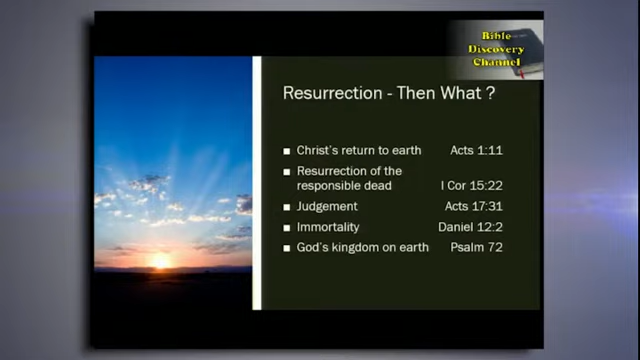 Bible
Discovery
Channel
Resurrection - Then What ?
■ Christ's return to earth Acts 1:11
■ Resurrection of the
responsible dead I Cor 15:22
■ Judgement Acts 17:31
■ Immortality Daniel 12:2
■ God's kingdom on earth Psalm 72